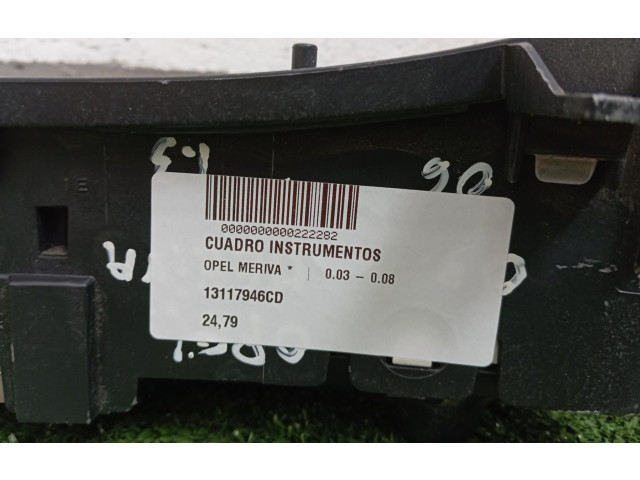 0000000000222282
CUADRO INSTRUMENTOS
OPEL MERIVA * | 0.03 – 0.08
13117946CD
24,79